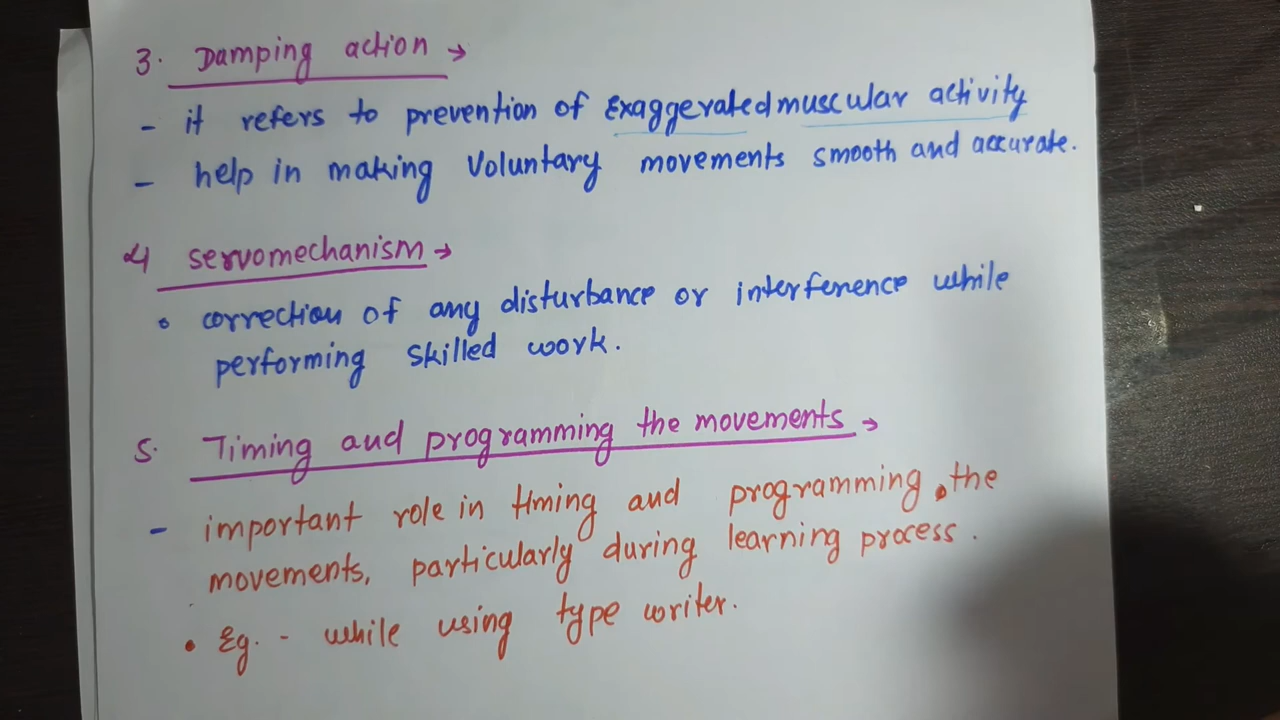 3. Damping action →
- it refers to prevention of Exaggerated muscular activity
- help in making Voluntary movements smooth and accurate.
4 servomechanism →
• correction of any disturbance or interference while
performing skilled work.
5. Timing and programming the movements →
- important role in timing and programming the
movements, particularly during learning process.
• Eg. - while using type writer.